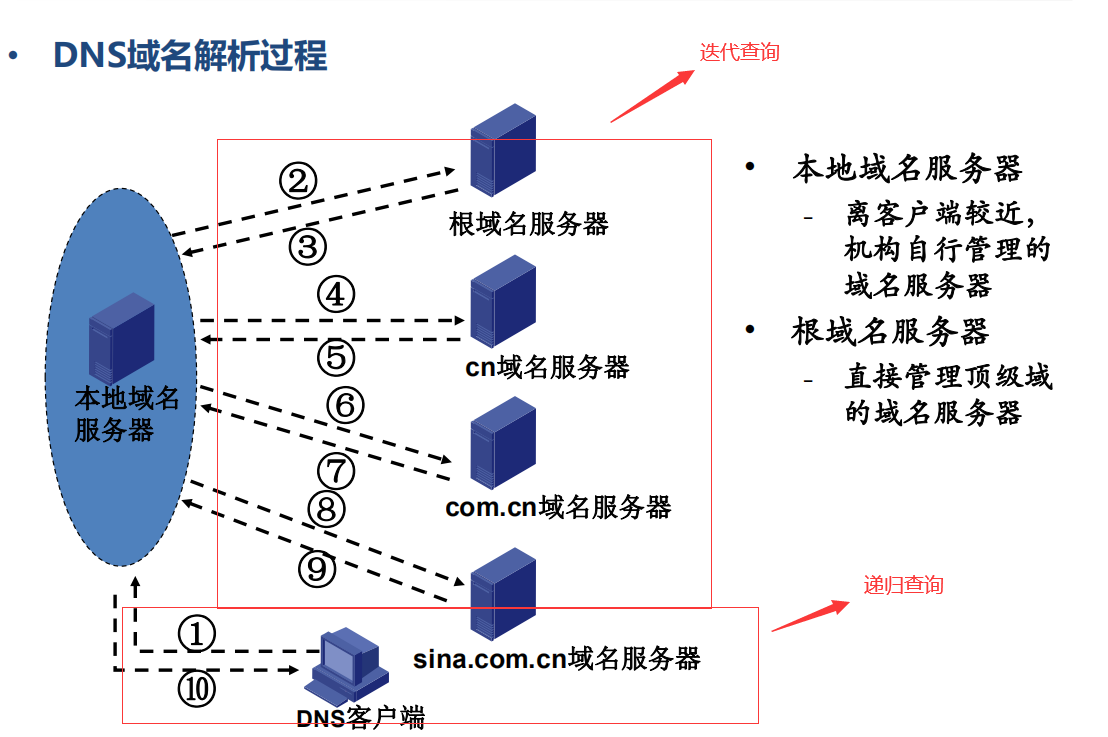 • DNS域名解析过程
迭代查询
②
根域名服务器
③
④
cn域名服务器
⑤
本地域名
服务器
⑥
⑦
com.cn域名服务器
⑧
⑨
①
sina.com.cn域名服务器
⑩
DNS客户端
• 本地域名服务器
- 离客户端较近,
机构自行管理的
域名服务器
• 根域名服务器
- 直接管理顶级域
的域名服务器
递归查询